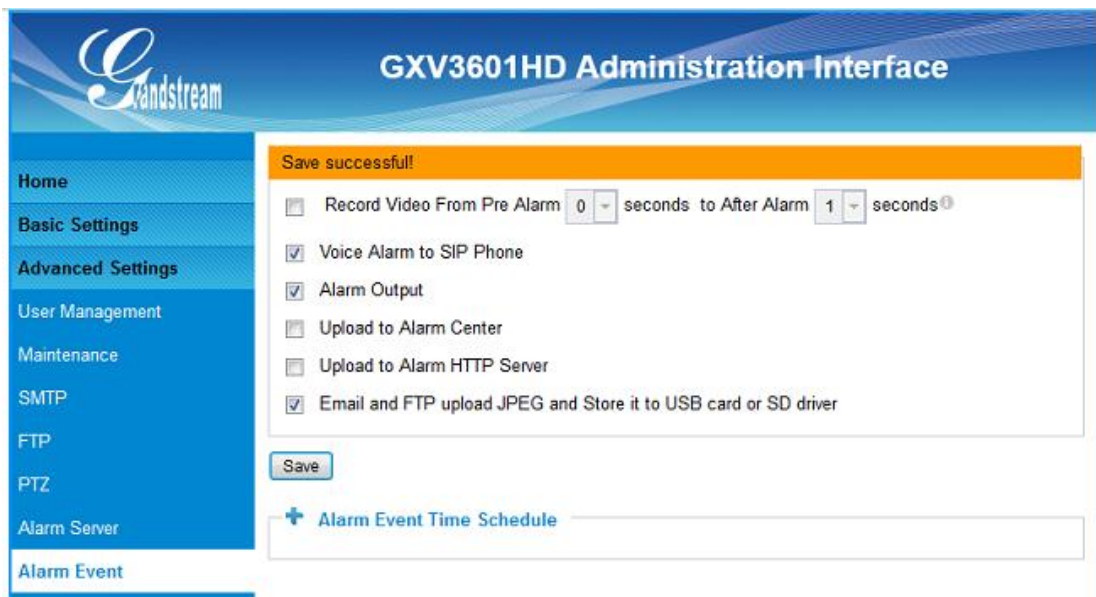 Grandstream
GXV3601HD Administration Interface
Home
Basic Settings
Advanced Settings
User Management
Maintenance
SMTP
FTP
PTZ
Alarm Server
Alarm Event
Save successful!
Record Video From Pre Alarm 0 seconds to After Alarm 1 seconds
Voice Alarm to SIP Phone
Alarm Output
Upload to Alarm Center
Upload to Alarm HTTP Server
Email and FTP upload JPEG and Store it to USB card or SD driver
Save
Alarm Event Time Schedule